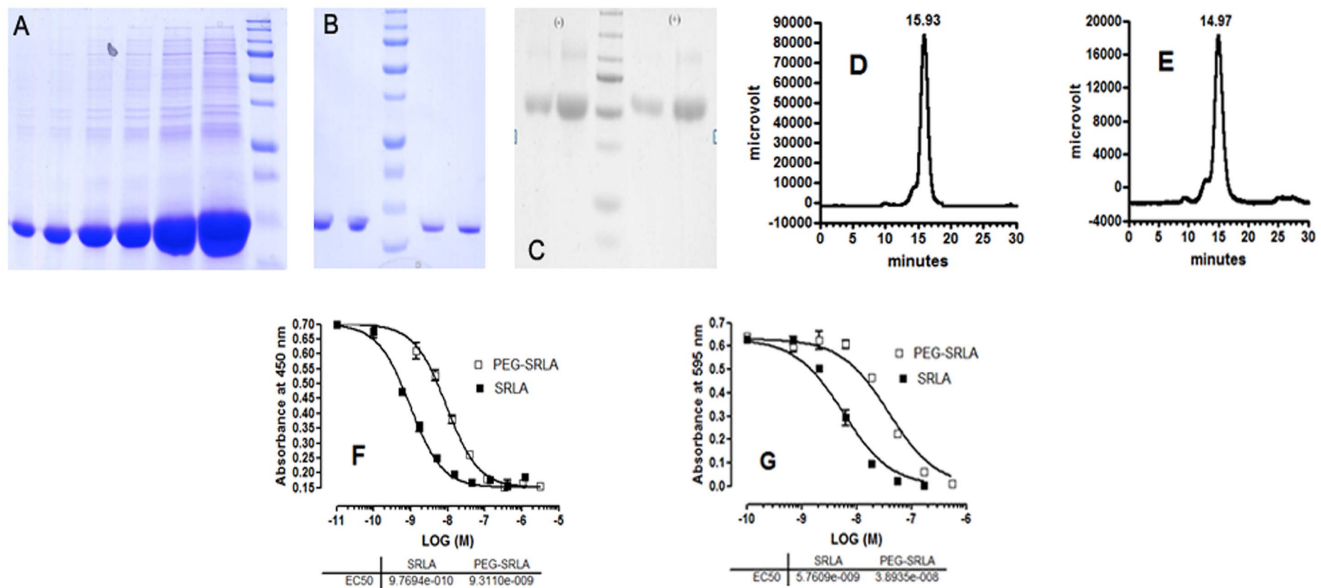 A
B
(-)
(+)
C
15.93
90000
80000
70000
60000
50000
40000
30000
20000
10000
0
-10000
microvolt
D
0 5 10 15 20 25 30
minutes
14.97
20000
16000
12000
8000
4000
0
-4000
microvolt
E
0 5 10 15 20 25 30
minutes
0.70
0.65
0.60
0.55
0.50
0.45
0.40
0.35
0.30
0.25
0.20
0.15
Absorbance at 450 nm
PEG-SRLA
SRLA
F
-11 -10 -9 -8 -7 -6 -5
LOG (M)
SRLA PEG-SRLA
EC50 9.7694e-010 9.3110e-009
0.7
0.6
0.5
0.4
0.3
0.2
0.1
0.0
Absorbance at 595 nm
PEG-SRLA
SRLA
G
-10 -9 -8 -7 -6
LOG (M)
SRLA PEG-SRLA
EC50 5.7609e-009 3.8935e-008